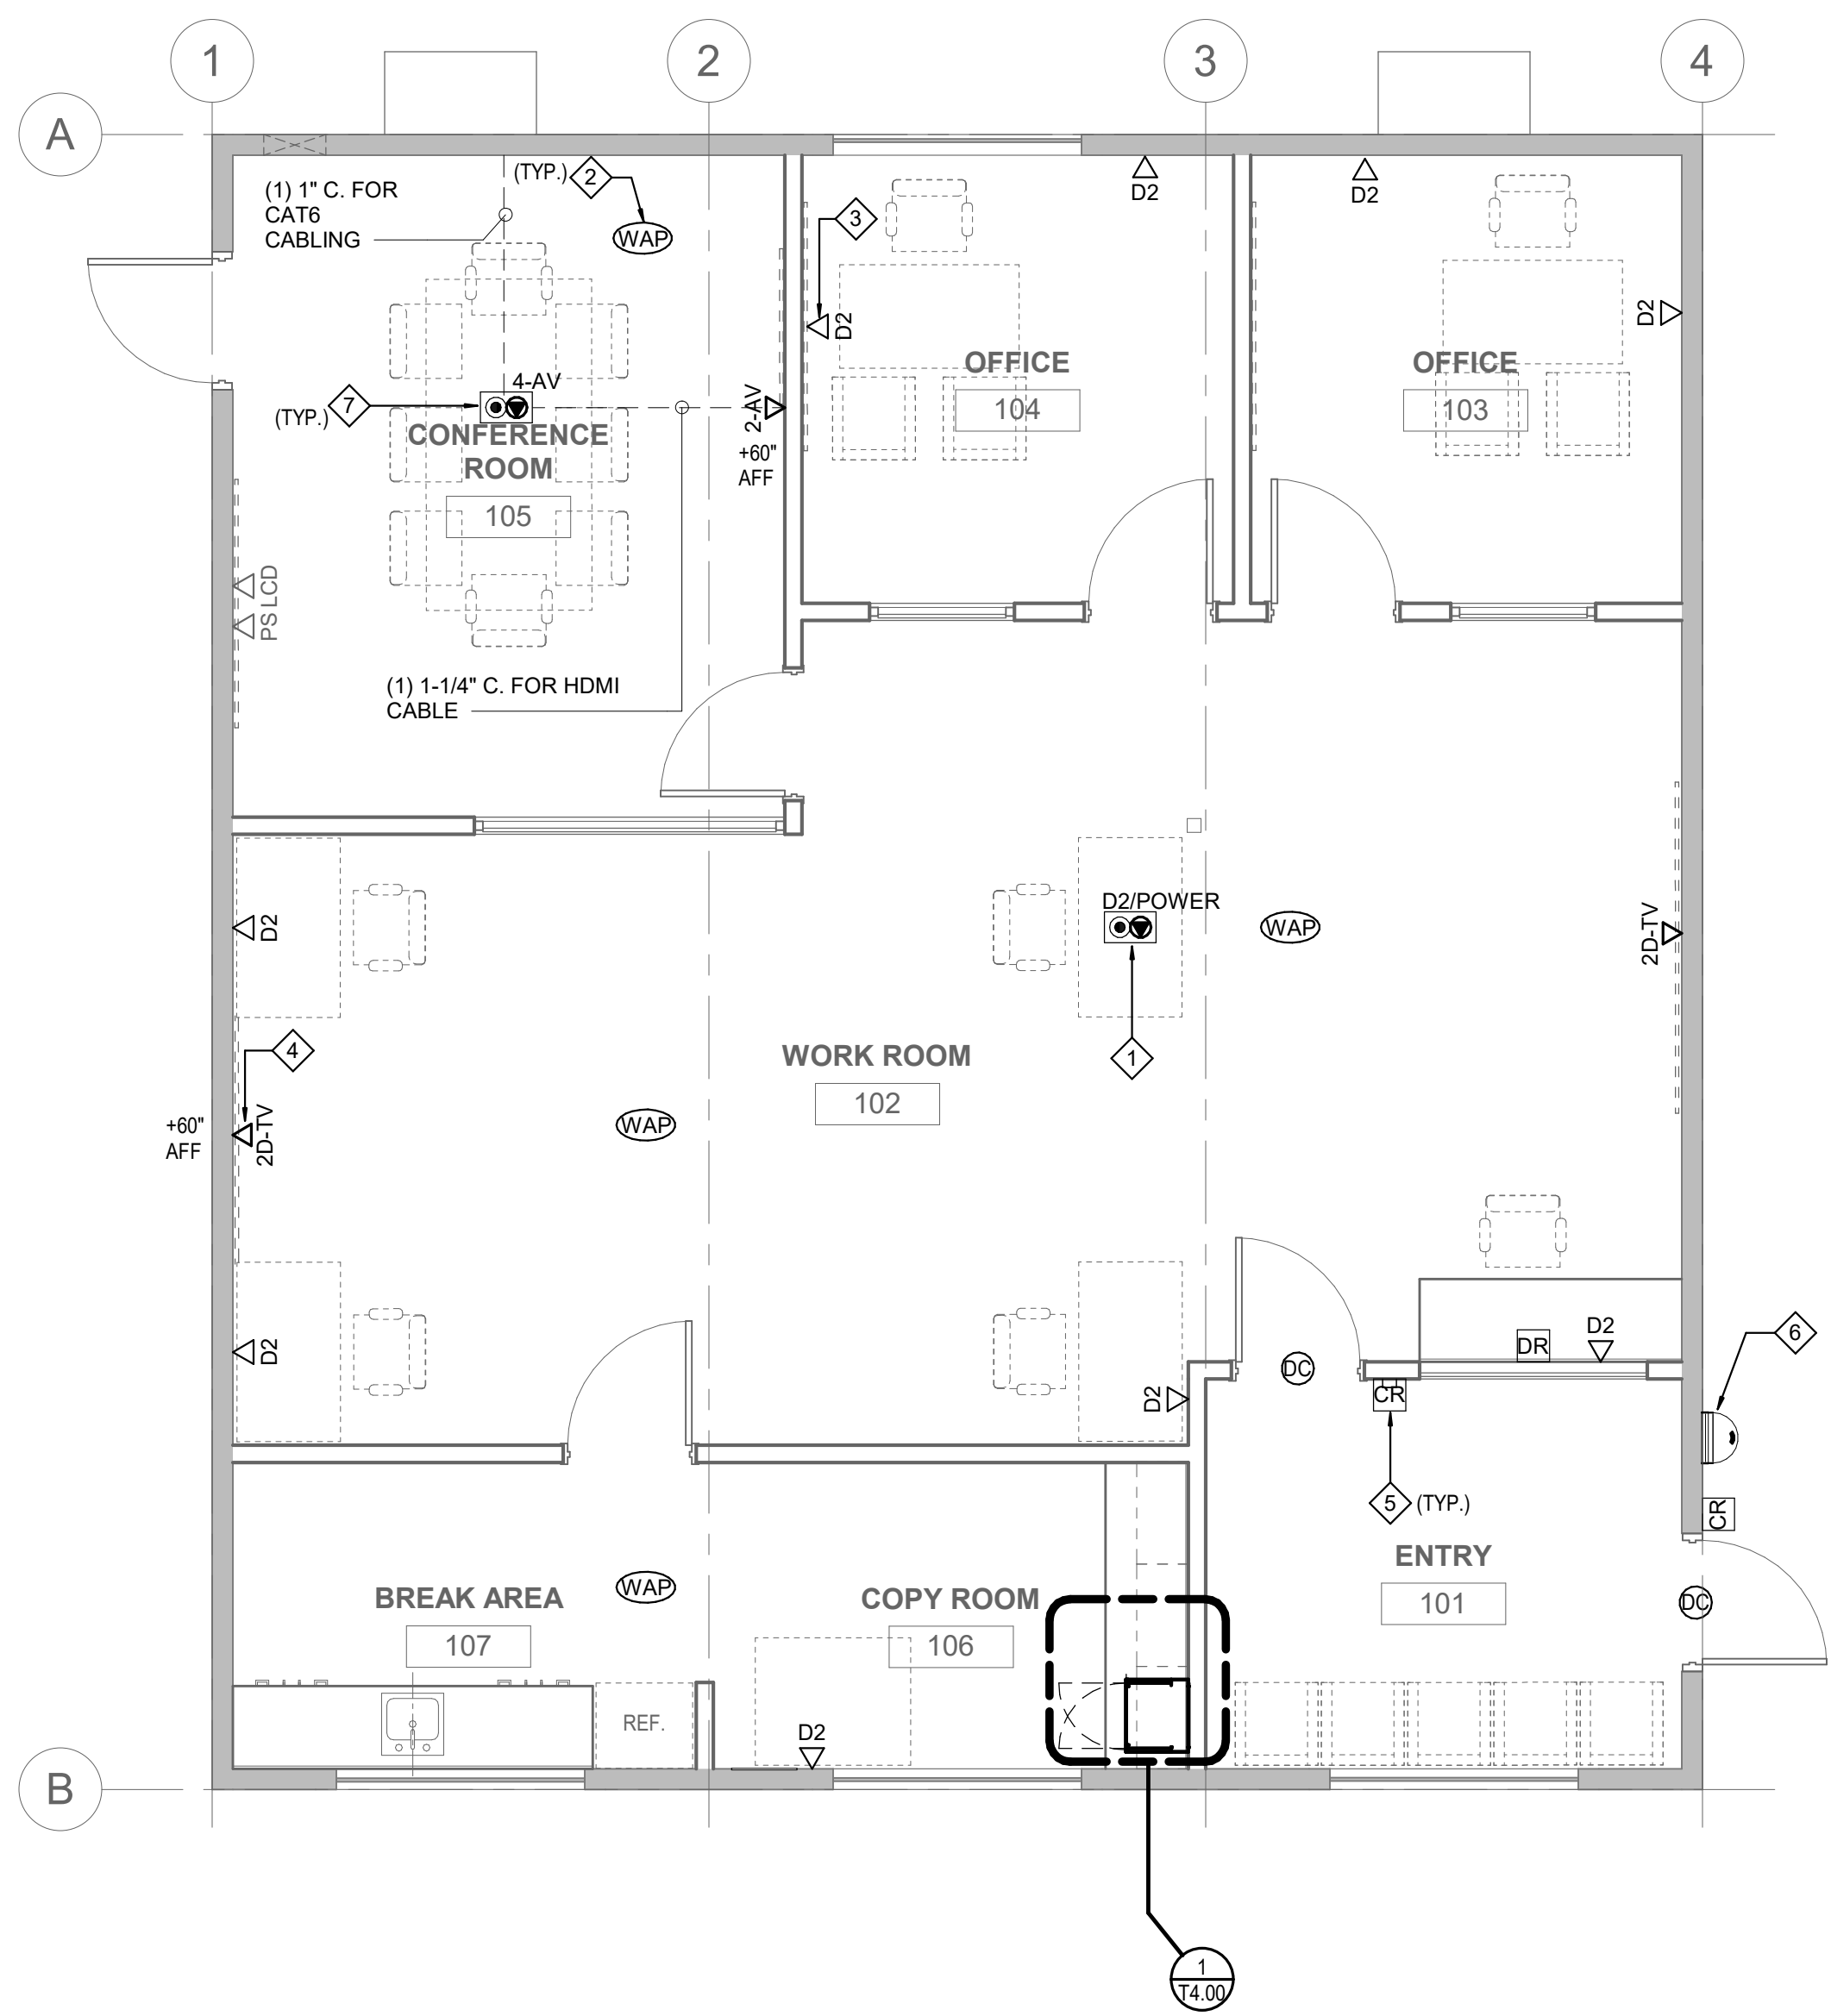 1
2
3
4
A
(TYP.)
2
(1) 1" C. FOR
CAT6
CABLING
WAP
3
D2
D2
D2
D2
OFFICE
104
OFFICE
103
4-AV
7
(TYP.)
2-AV
+60"
AFF
CONFERENCE
ROOM
105
PS LCD
(1) 1-1/4" C. FOR HDMI
CABLE
D2
D2/POWER
WAP
2D-TV
4
1
WORK ROOM
102
+60"
AFF
2D-TV
WAP
D2
D2
DR
D2
6
DC
CR
5
(TYP.)
CR
ENTRY
101
DC
BREAK AREA
107
WAP
COPY ROOM
106
REF.
D2
B
1
T4.00